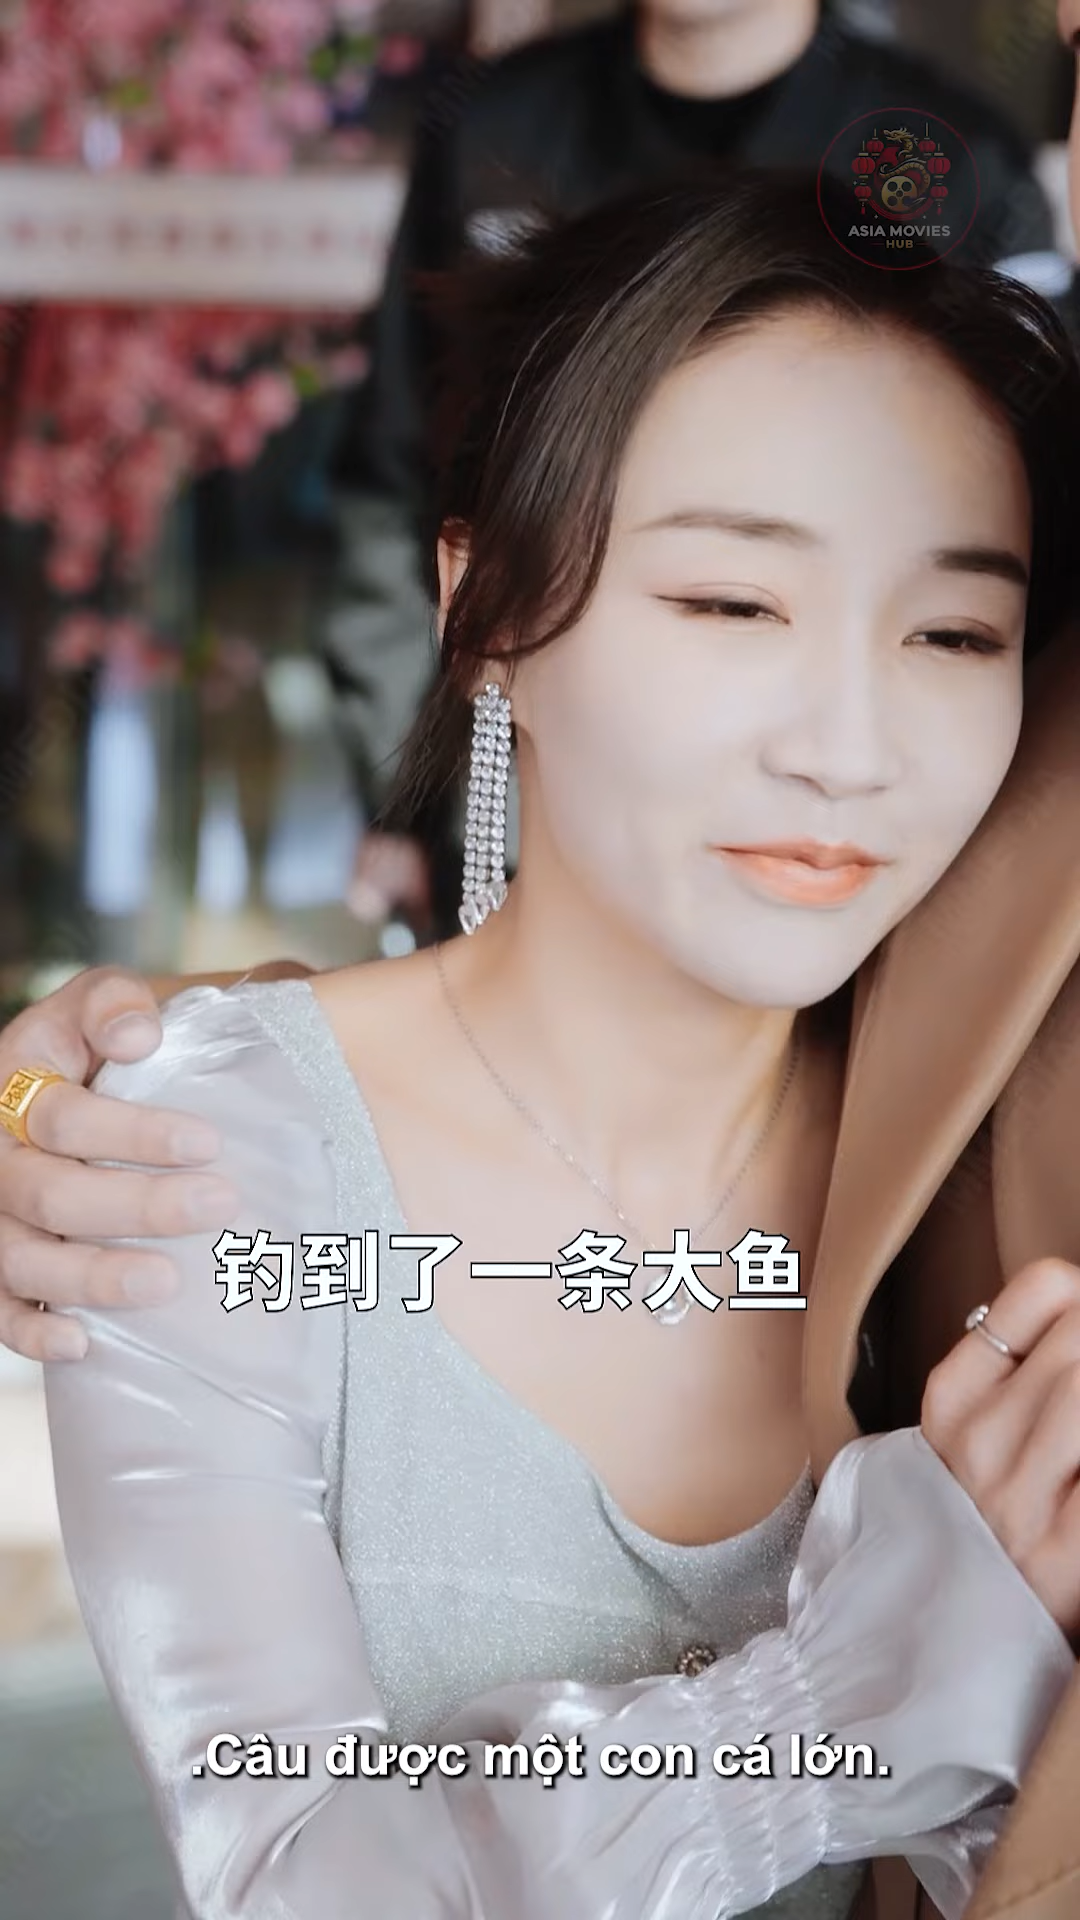 ASIA MOVIES
HUB
钓到了一条大鱼
.Câu được một con cá lớn.